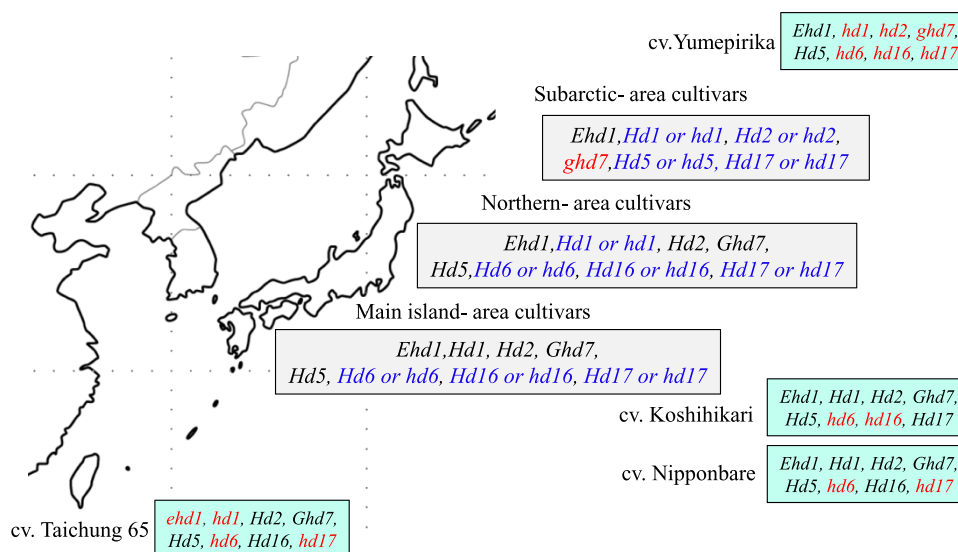 cv.Yumepirika
Ehd1, hd1, hd2, ghd7,
Hd5, hd6, hd16, hd17
Subarctic- area cultivars
Ehd1,Hd1 or hd1, Hd2 or hd2,
ghd7,Hd5 or hd5, Hd17 or hd17
Northern- area cultivars
Ehd1,Hd1 or hd1, Hd2, Ghd7,
Hd5,Hd6 or hd6, Hd16 or hd16, Hd17 or hd17
Main island- area cultivars
Ehd1,Hd1, Hd2, Ghd7,
Hd5, Hd6 or hd6, Hd16 or hd16, Hd17 or hd17
cv. Koshihikari
Ehd1, Hd1, Hd2, Ghd7,
Hd5, hd6, hd16, Hd17
cv. Nipponbare
Ehd1, Hd1, Hd2, Ghd7,
Hd5, hd6, Hd16, hd17
cv. Taichung 65
ehd1, hd1, Hd2, Ghd7,
Hd5, hd6, Hd16, hd17